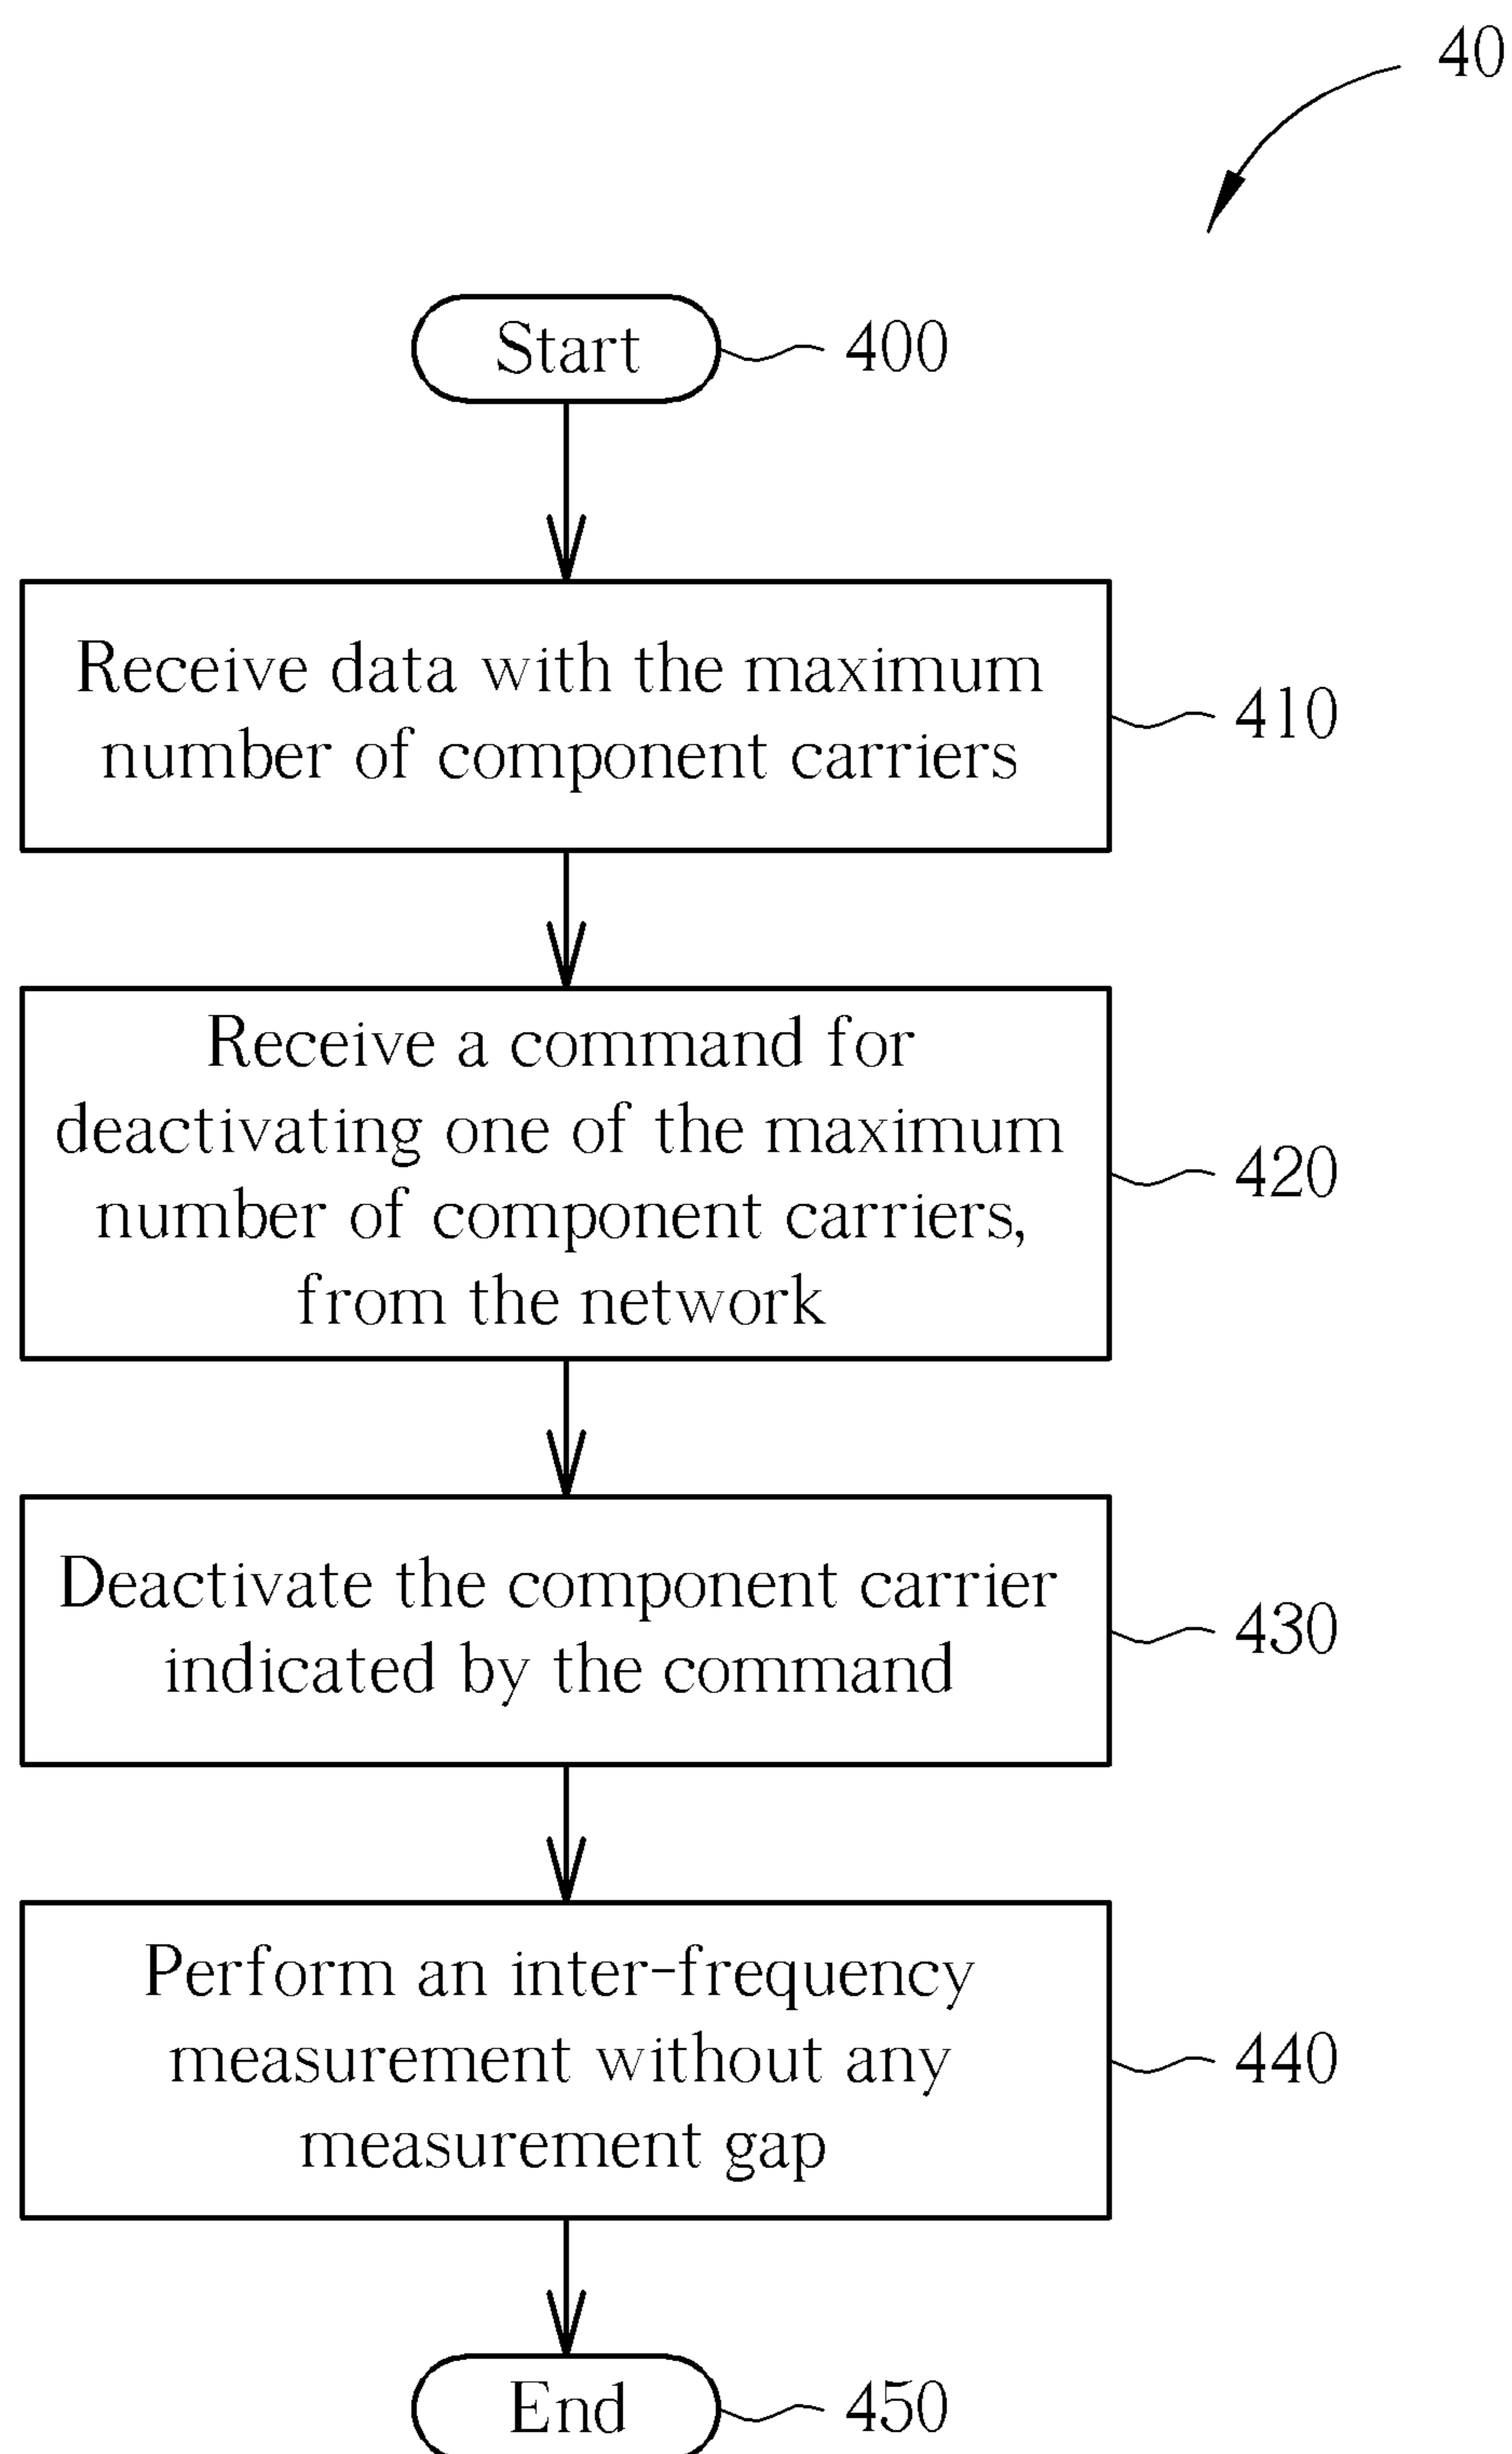 40
Start
400
Receive data with the maximum
number of component carriers
410
Receive a command for
deactivating one of the maximum
number of component carriers,
from the network
420
Deactivate the component carrier
indicated by the command
430
Perform an inter-frequency
measurement without any
measurement gap
440
End
450